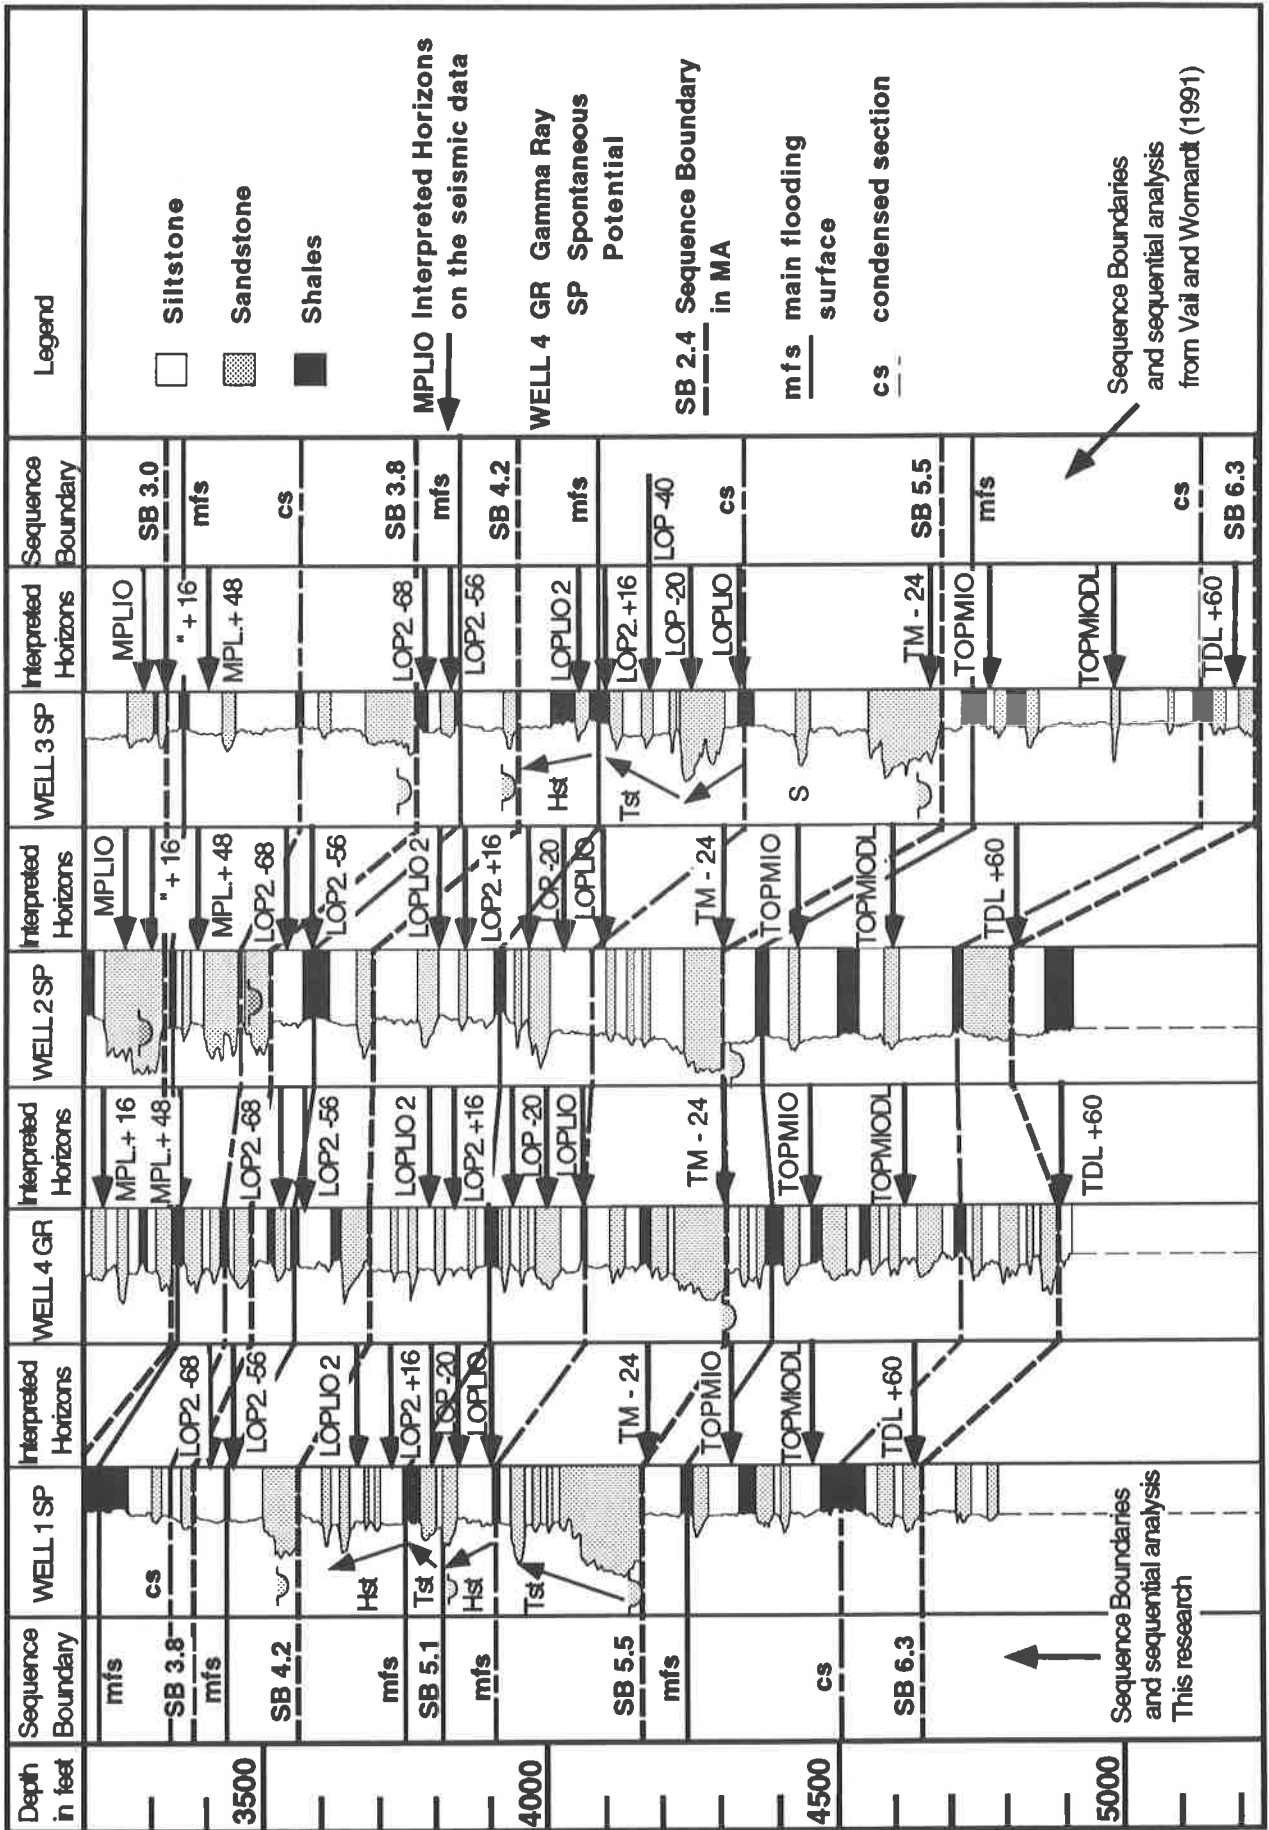 Depth
in feet
3500
4000
4500
5000
Sequence
Boundary
mfs
SB 3.8
mfs
SB 4.2
mfs
SB 5.1
mfs
SB 5.5
mfs
cs
SB 6.3
Sequence Boundaries
and sequential analysis
This research
WELL 1 SP
cs
Hst
Tst
Hst
Tst
Interpreted
Horizons
LOP2.-68
LOP2.-56
LOPLIO 2
LOP2.+16
LOP-20
LOPLIO
TM - 24
TOPMIO
TOPMIODL
TDL +60
WELL 4 GR
Interpreted
Horizons
MPL.+ 16
MPL.+ 48
LOP2.-68
LOP2.-56
LOPLIO 2
LOP2.+16
LOP-20
LOPLIO
TM - 24
TOPMIO
TOPMIODL
TDL +60
WELL 2 SP
Interpreted
Horizons
MPLIO
" + 16
MPL.+ 48
LOP2.-68
LOP2.-56
LOPLIO 2
LOP2.+16
LOP-20
LOPLIO
TM - 24
TOPMIO
TOPMIODL
TDL +60
WELL 3 SP
Hst
Tst
S
Interpreted
Horizons
MPLIO
" + 16
MPL.+ 48
LOP2.-68
LOP2.-56
LOPLIO 2
LOP2.+16
LOP-20
LOPLIO
TM - 24
TOPMIO
TOPMIODL
TDL +60
Sequence
Boundary
SB 3.0
mfs
cs
SB 3.8
mfs
SB 4.2
mfs
LOP -40
cs
SB 5.5
mfs
cs
SB 6.3
Legend
Siltstone
Sandstone
Shales
MPLIO Interpreted Horizons
on the seismic data
WELL 4 GR Gamma Ray
SP Spontaneous
Potential
SB 2.4 Sequence Boundary
in MA
mfs main flooding
surface
cs condensed section
Sequence Boundaries
and sequential analysis
from Vail and Wornardt (1991)